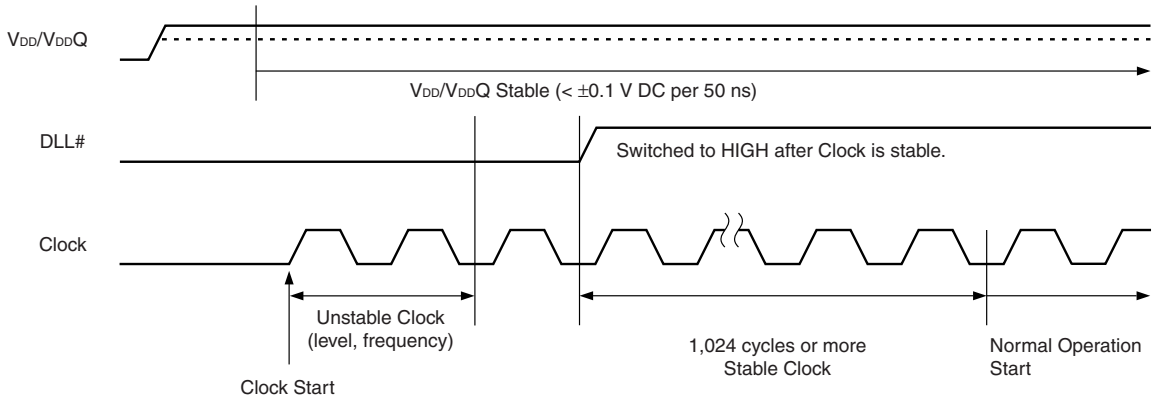 VDD/VDDQ
VDD/VDDQ Stable (< ±0.1 V DC per 50 ns)
DLL#
Switched to HIGH after Clock is stable.
Clock
Unstable Clock
(level, frequency)
1,024 cycles or more
Stable Clock
Normal Operation
Start
Clock Start